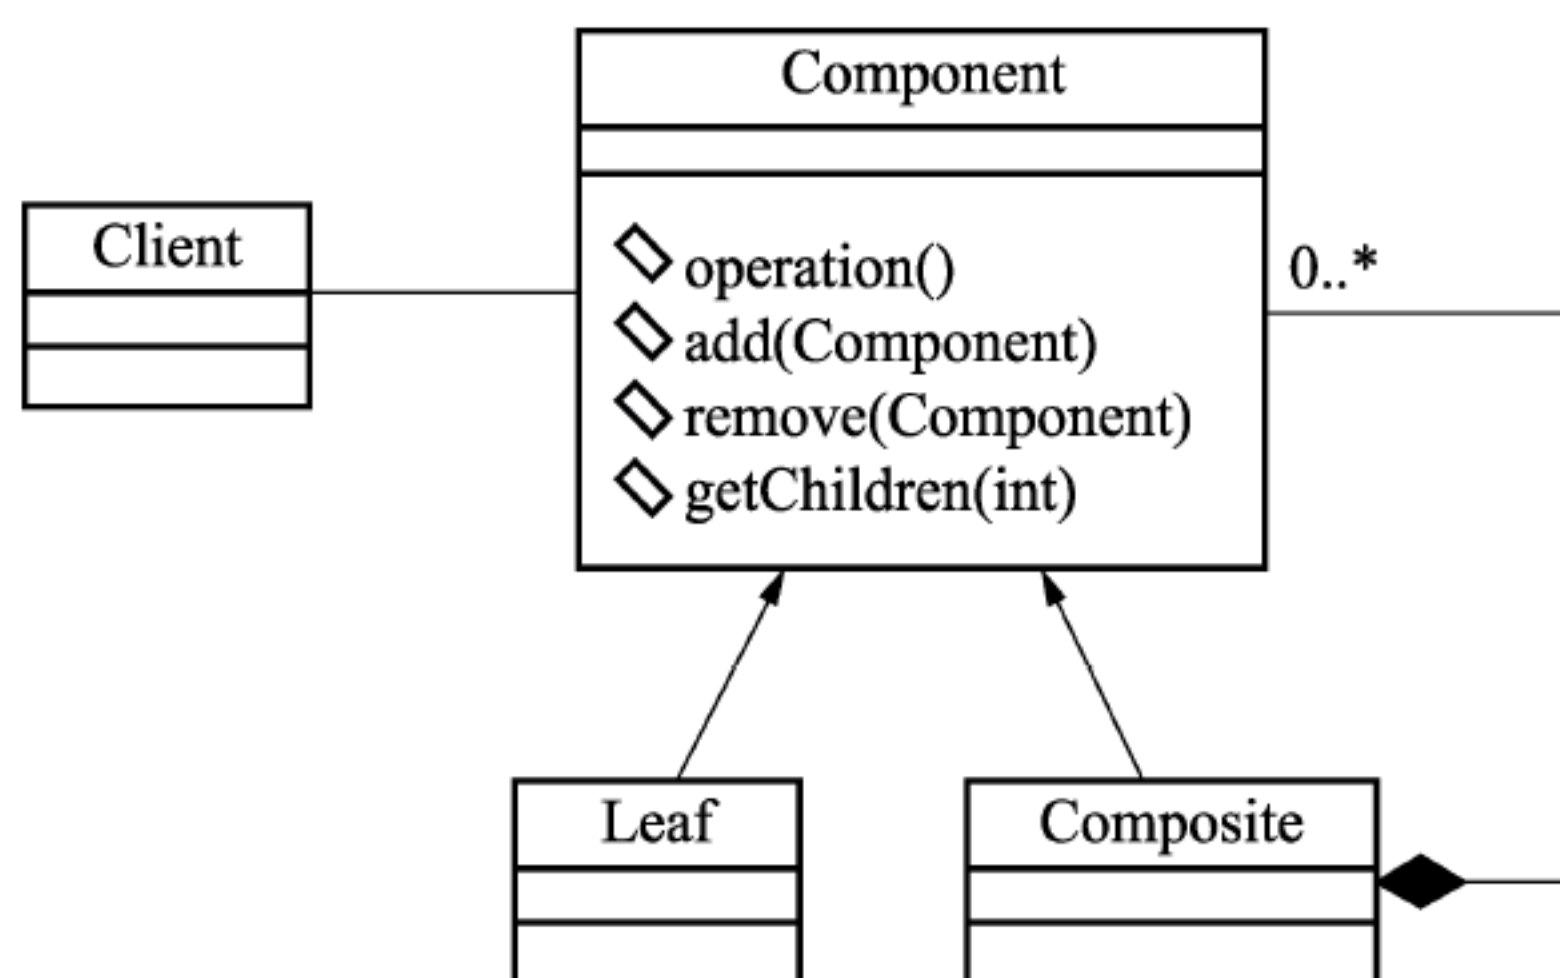 Component
Client
operation()
add(Component)
remove(Component)
getChildren(int)
0..*
Leaf
Composite